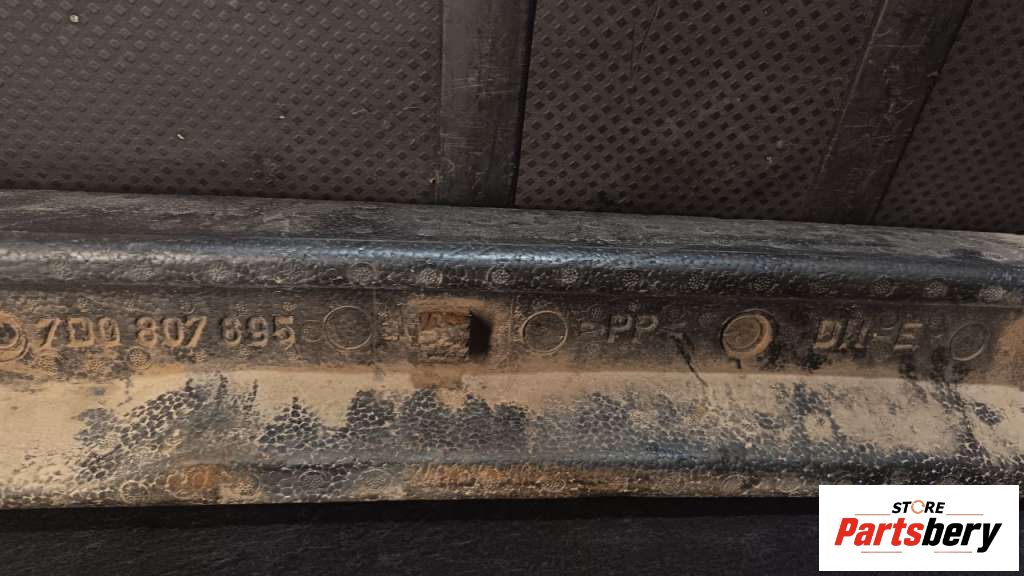 7D0 807 695 >PP<
STORE
Partsbery